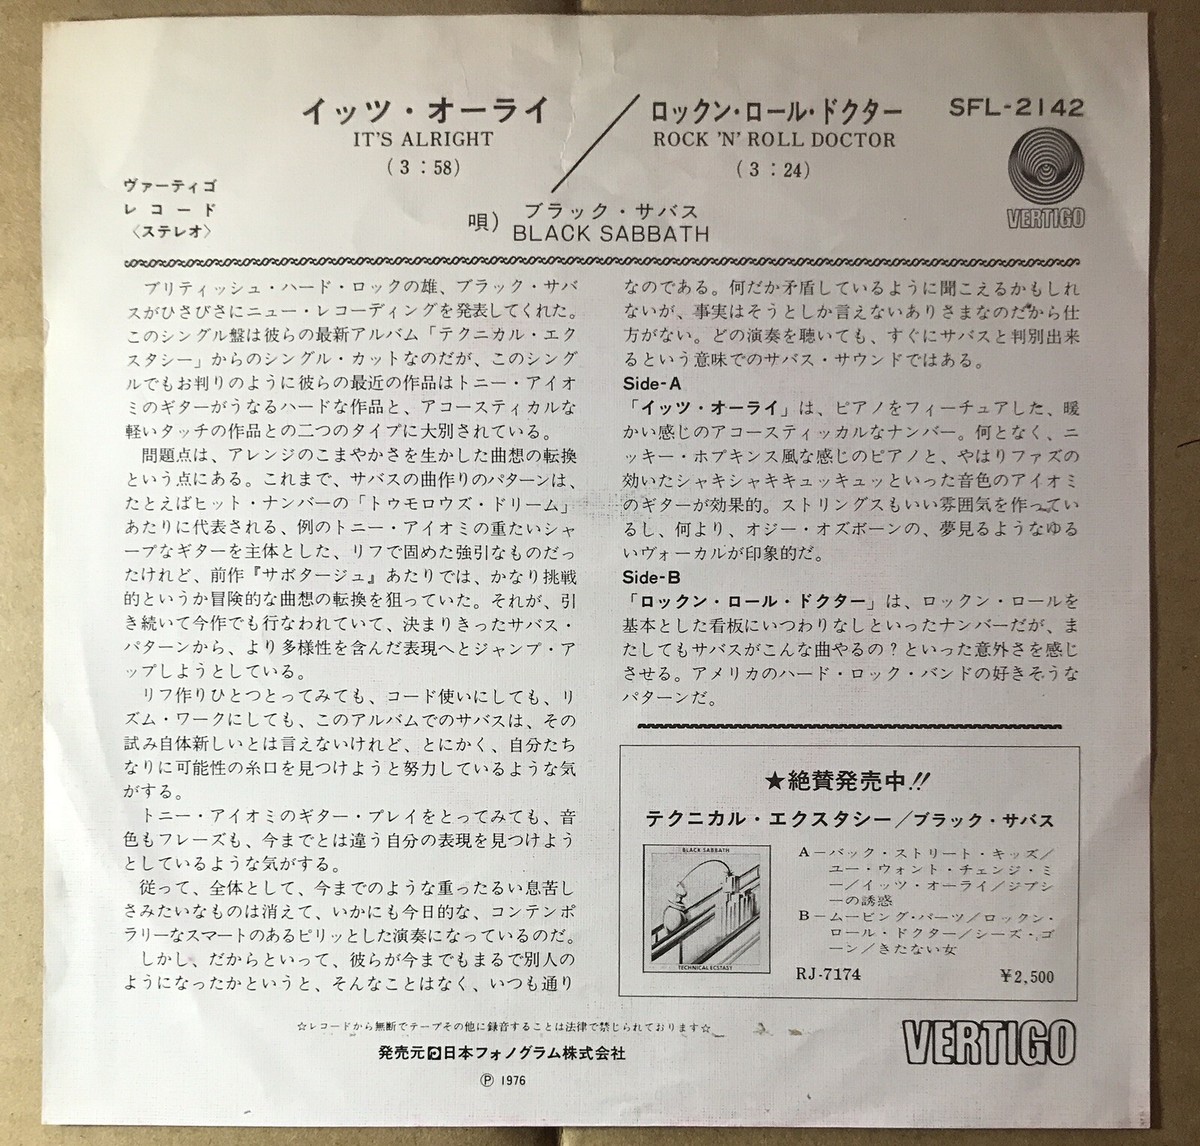 イッツ・オーライ／ロックン・ロール・ドクター
IT'S ALRIGHT
ROCK 'N' ROLL DOCTOR
(3:58)
(3:24)
SFL-2142
VERTIGO
ヴァーティゴ
レコード
〈ステレオ〉
唄) ブラック・サバス
BLACK SABBATH
ブリティッシュ・ハード・ロックの雄、ブラック・サバ
スがひさびさにニュー・レコーディングを発表してくれた。
このシングル盤は彼らの最新アルバム「テクニカル・エク
スタシー」からのシングル・カットなのだが、このシング
ルでもお判りのように彼らの最近の作品はトニー・アイオ
ミのギターがうなるハードな作品と、アコースティカルな
軽いタッチの作品との二つのタイプに大別されている。
問題点は、アレンジのこまやかさを生かした曲想の転換
という点にある。これまで、サバスの曲作りのパターンは、
たとえばヒット・ナンバーの「トゥモロウズ・ドリーム」
あたりに代表される、例のトニー・アイオミの重たいシャ
ープなギターを主体とした、リフで固めた強引なものだっ
たけれど、前作『サボタージュ』あたりでは、かなり挑戦
的というか冒険的な曲想の転換を狙っていた。それが、引
き続いて今作でも行なわれていて、決まりきったサバス・
パターンから、より多様性を含んだ表現へとジャンプ・ア
ップしようとしている。
リフ作りひとつとってみても、コード使いにしても、リ
ズム・ワークにしても、このアルバムでのサバスは、その
試み自体新しいとは言えないけれど、とにかく、自分たち
なりに可能性の糸口を見つけようと努力しているような気
がする。
トニー・アイオミのギター・プレイをとってみても、音
色もフレーズも、今までとは違う自分の表現を見つけよう
としているような気がする。
従って、全体として、今までのような重ったるい息苦し
さみたいなものは消えて、いかにも今日的な、コンテンポ
ラリーなスマートのあるピリッとした演奏になっているのだ。
しかし、だからといって、彼らが今までもまるで別人の
ようになったかというと、そんなことはなく、いつも通り
なのである。何だか矛盾しているように聞こえるかもしれ
ないが、事実はそうとしか言えないありさまなのだから仕
方がない。どの演奏を聴いても、すぐにサバスと判別出来
るという意味でのサバス・サウンドではある。
Side-A
「イッツ・オーライ」は、ピアノをフィーチュアした、暖
かい感じのアコースティッカルなナンバー。何となく、ニ
ッキー・ホプキンス風な感じのピアノと、やはりファズの
効いたシャキシャキキュッキュッといった音色のアイオミ
のギターが効果的。ストリングスもいい雰囲気を作ってい
るし、何より、オジー・オズボーンの、夢見るようなゆる
いヴォーカルが印象的だ。
Side-B
「ロックン・ロール・ドクター」は、ロックン・ロールを
基本とした看板にいつわりなしといったナンバーだが、ま
たしてもサバスがこんな曲やるの？といった意外さを感じ
させる。アメリカのハード・ロック・バンドの好きそうな
パターンだ。
★絶賛発売中!!
テクニカル・エクスタシー／ブラック・サバス
BLACK SABBATH
TECHNICAL ECSTASY
A－バック・ストリート・キッズ／
ユー・ウォント・チェンジ・ミ
ー／イッツ・オーライ／ジプシ
ーの誘惑
B－ムービング・パーツ／ロックン・
ロール・ドクター／シーズ・ゴ
ーン／きたない女
RJ-7174
¥2,500
☆レコードから無断でテープその他に録音することは法律で禁じられております☆
発売元 日本フォノグラム株式会社
Ⓟ 1976
VERTIGO